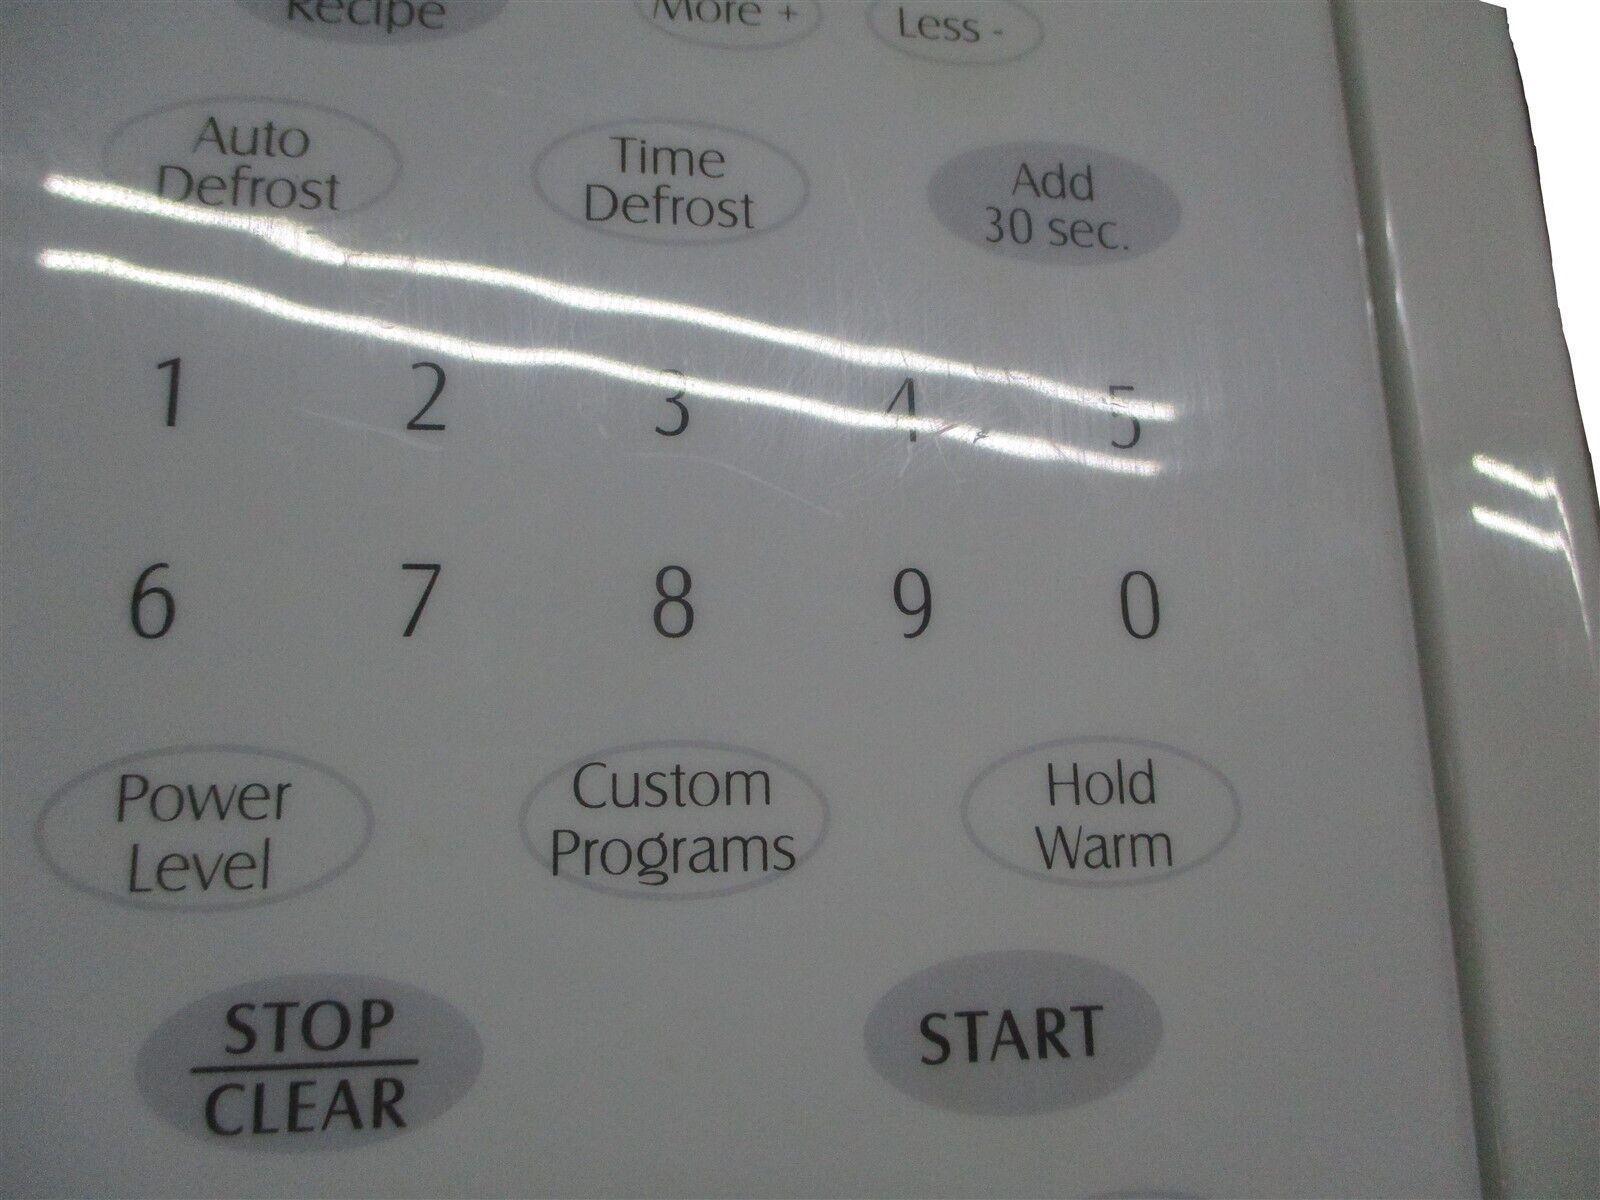 Recipe More + Less -
Auto Time Add
Defrost Defrost 30 sec.
1 2 3 4 5
6 7 8 9 0
Power Custom Hold
Level Programs Warm
STOP START
CLEAR